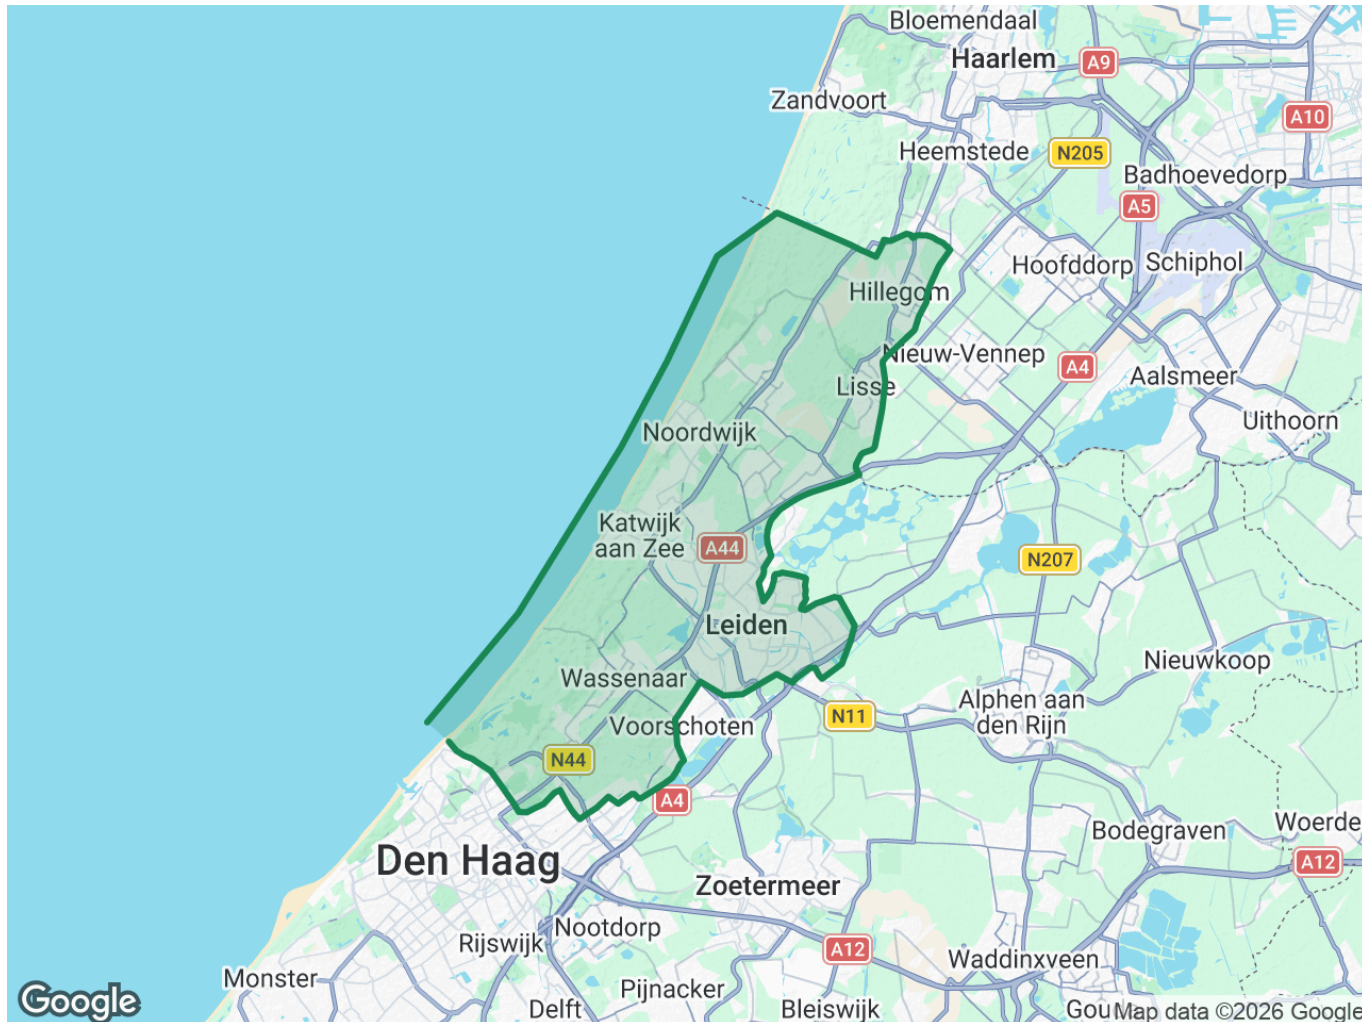 Bloemendaal
Haarlem
A9
Zandvoort
A10
Heemstede
N205
Badhoevedorp
A5
Hoofddorp
Schiphol
Hillegom
Nieuw-Vennep
A4
Lisse
Aalsmeer
Uithoorn
Noordwijk
Katwijk
aan Zee
A44
N207
Leiden
Wassenaar
Nieuwkoop
Voorschoten
N11
Alphen aan
den Rijn
N44
A4
Bodegraven
Woerde
Den Haag
A12
Zoetermeer
Nootdorp
Rijswijk
A12
Waddinxveen
Monster
Pijnacker
Google
Delft
Bleiswijk
Gou
Map data ©2026 Google